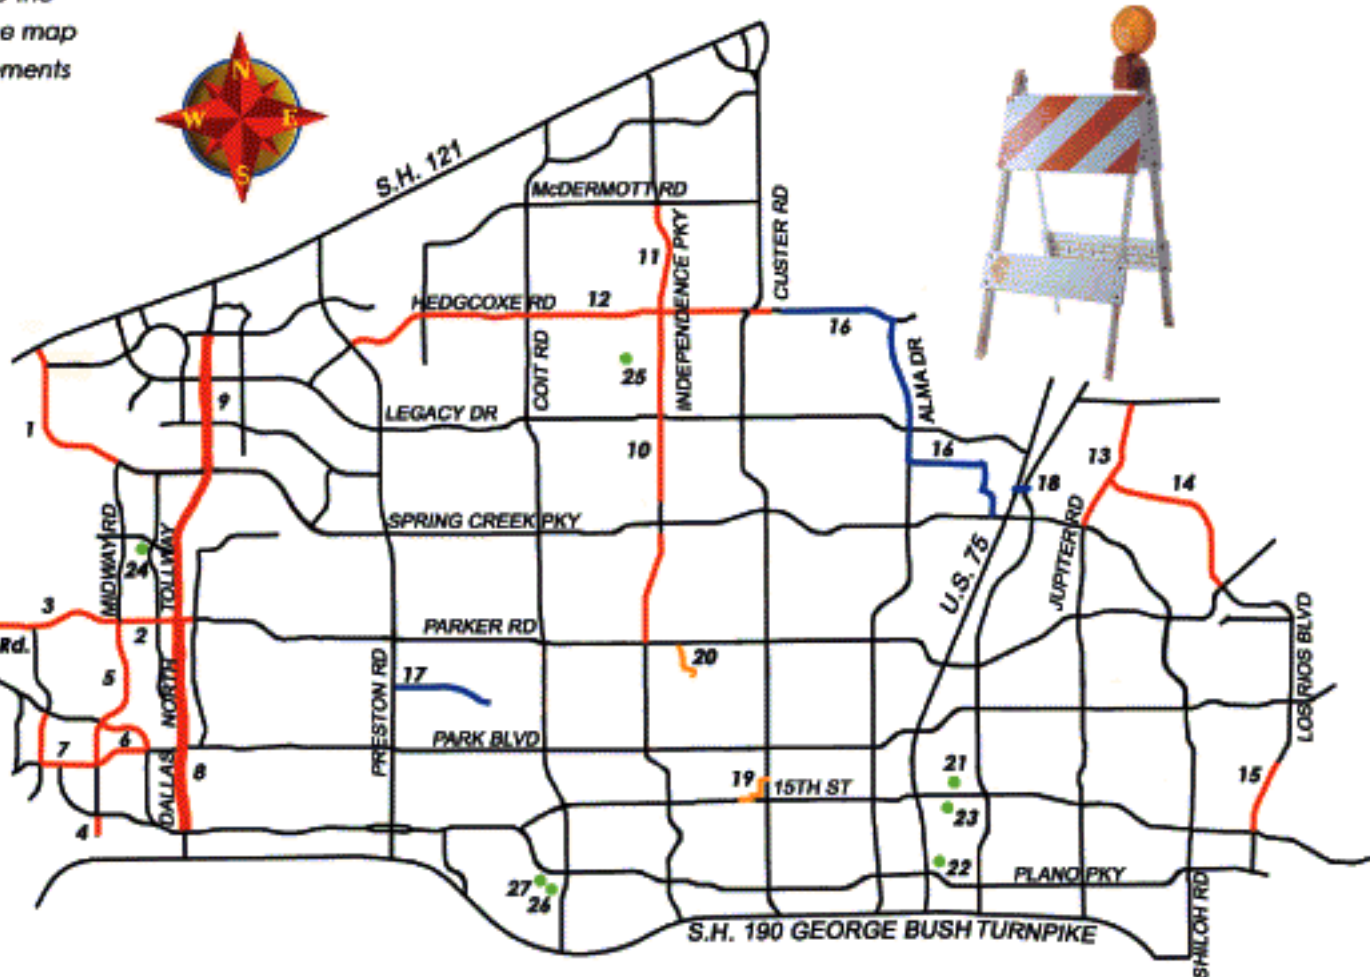 e map
ements
N
W
E
S
S.H. 121
McDERMOTT RD
CUSTER RD
INDEPENDENCE PKY
11
HEDGCOXE RD
12
16
COIT RD
25
ALMA DR
9
LEGACY DR
1
10
16
13
14
18
MIDWAY RD
SPRING CREEK PKY
JUPITER RD
U.S. 75
24
DALLAS NORTH TOLLWAY
3
2
PARKER RD
LOS RIOS BLVD
Rd.
5
20
PRESTON RD
17
6
7
PARK BLVD
8
19
15TH ST
21
15
4
23
22
PLANO PKY
27
26
SHILOH RD
S.H. 190 GEORGE BUSH TURNPIKE